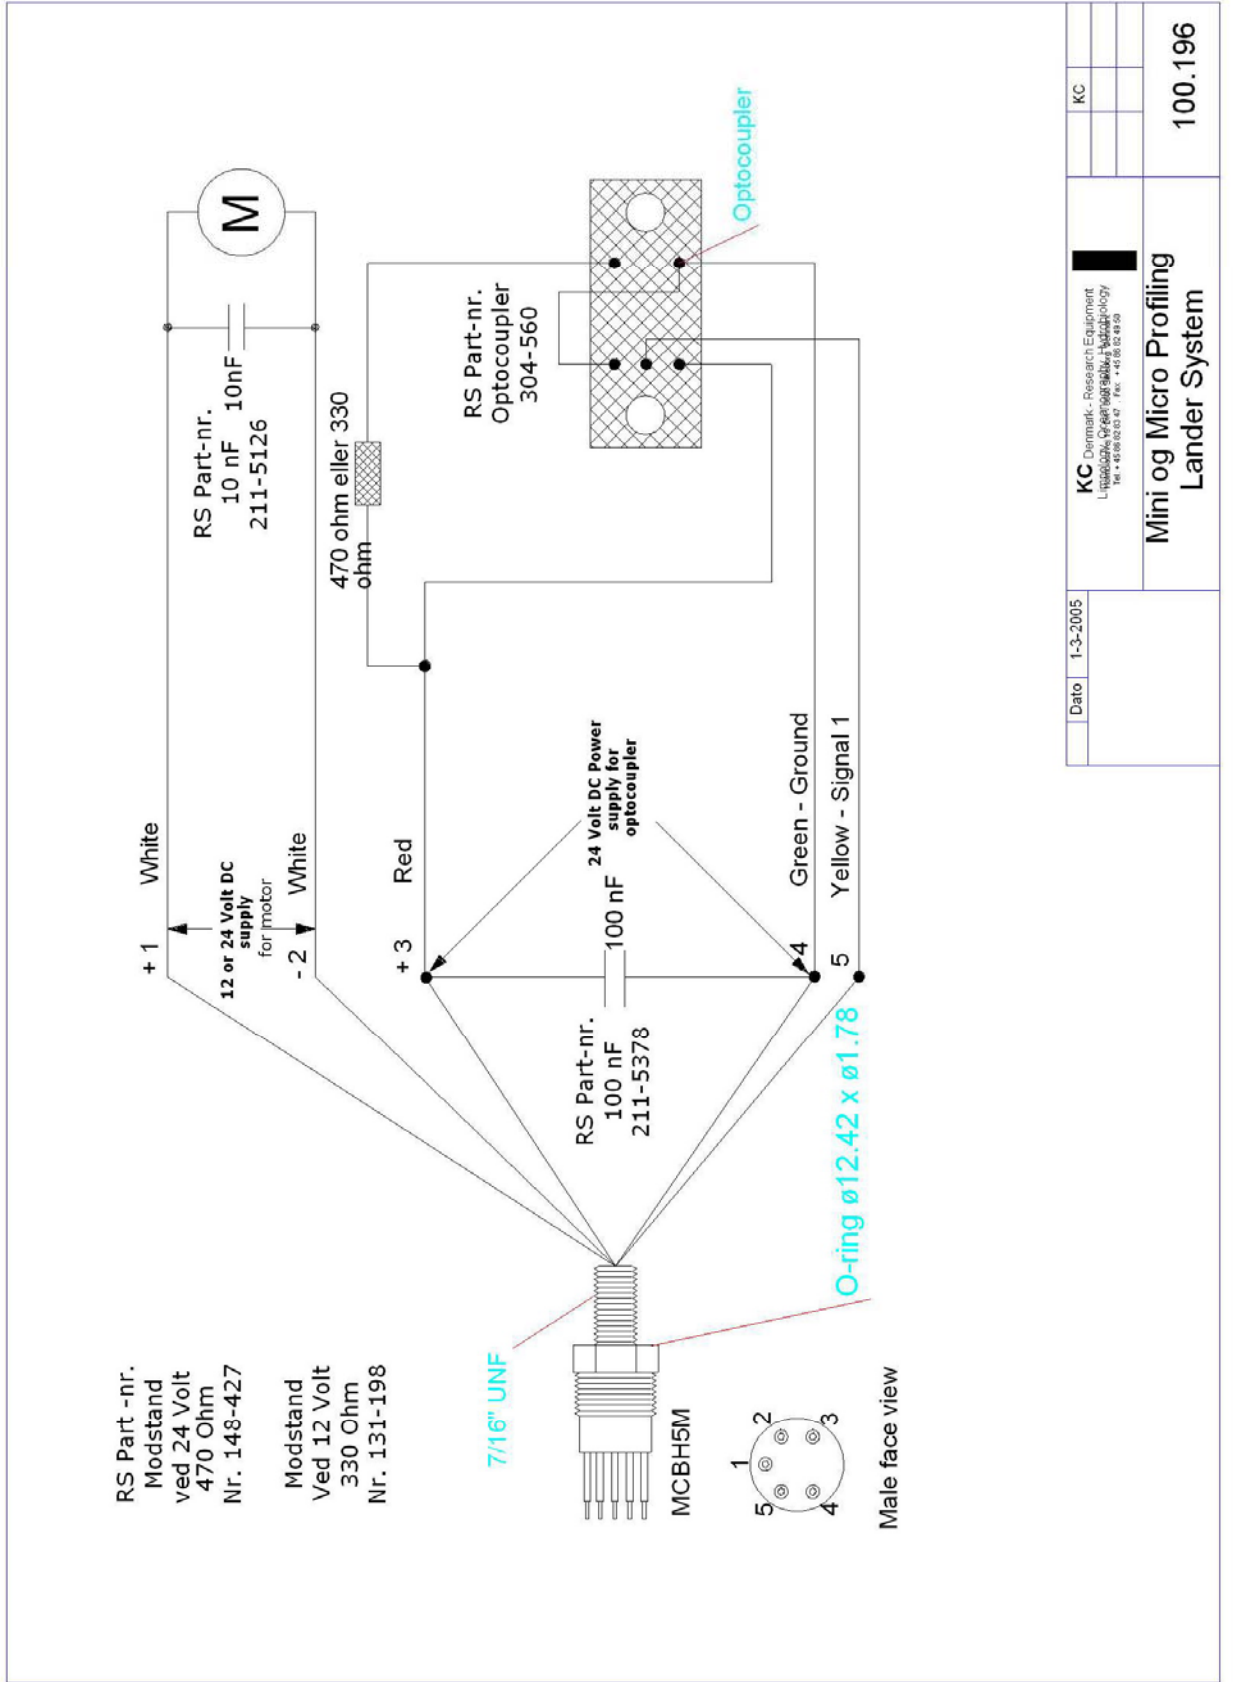 RS Part -nr.
Modstand
ved 24 Volt
470 Ohm
Nr. 148-427
Modstand
Ved 12 Volt
330 Ohm
Nr. 131-198
7/16" UNF
MCBH5M
1
2
3
4
5
Male face view
O-ring ø12.42 x ø1.78
+ 1
White
12 or 24 Volt DC
supply
for motor
- 2
White
+ 3
Red
RS Part-nr.
100 nF
211-5378
100 nF
24 Volt DC Power
supply for
optocoupler
4
Green - Ground
5
Yellow - Signal 1
RS Part-nr.
10 nF
211-5126
10nF
M
470 ohm eller 330
ohm
RS Part-nr.
Optocoupler
304-560
Optocoupler
Dato
1-3-2005
KC Denmark - Research Equipment
Limnology, Oceanography, Hydrobiology
KC
Mini og Micro Profiling
Lander System
100.196